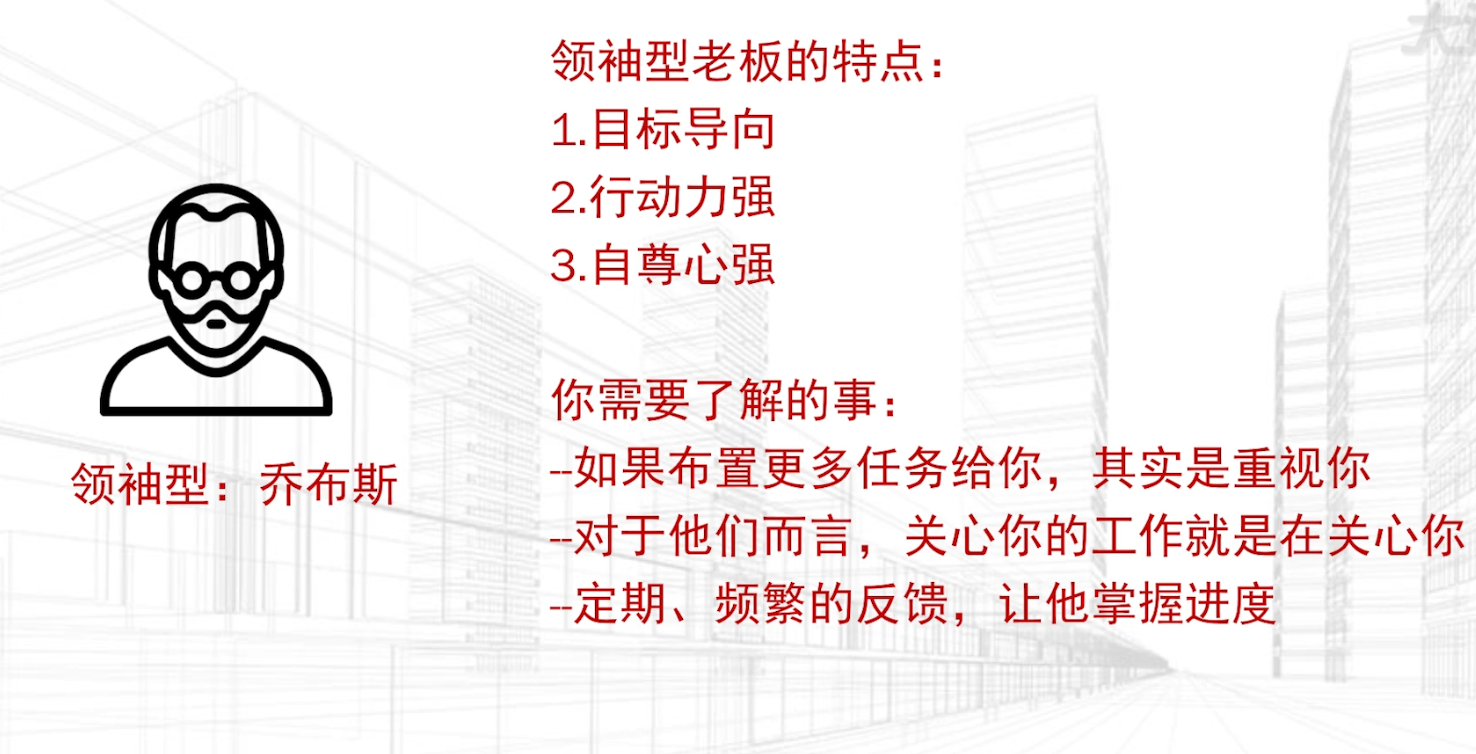 领袖型老板的特点：
1.目标导向
2.行动力强
3.自尊心强
你需要了解的事：
--如果布置更多任务给你，其实是重视你
--对于他们而言，关心你的工作就是在关心你
--定期、频繁的反馈，让他掌握进度
领袖型：乔布斯